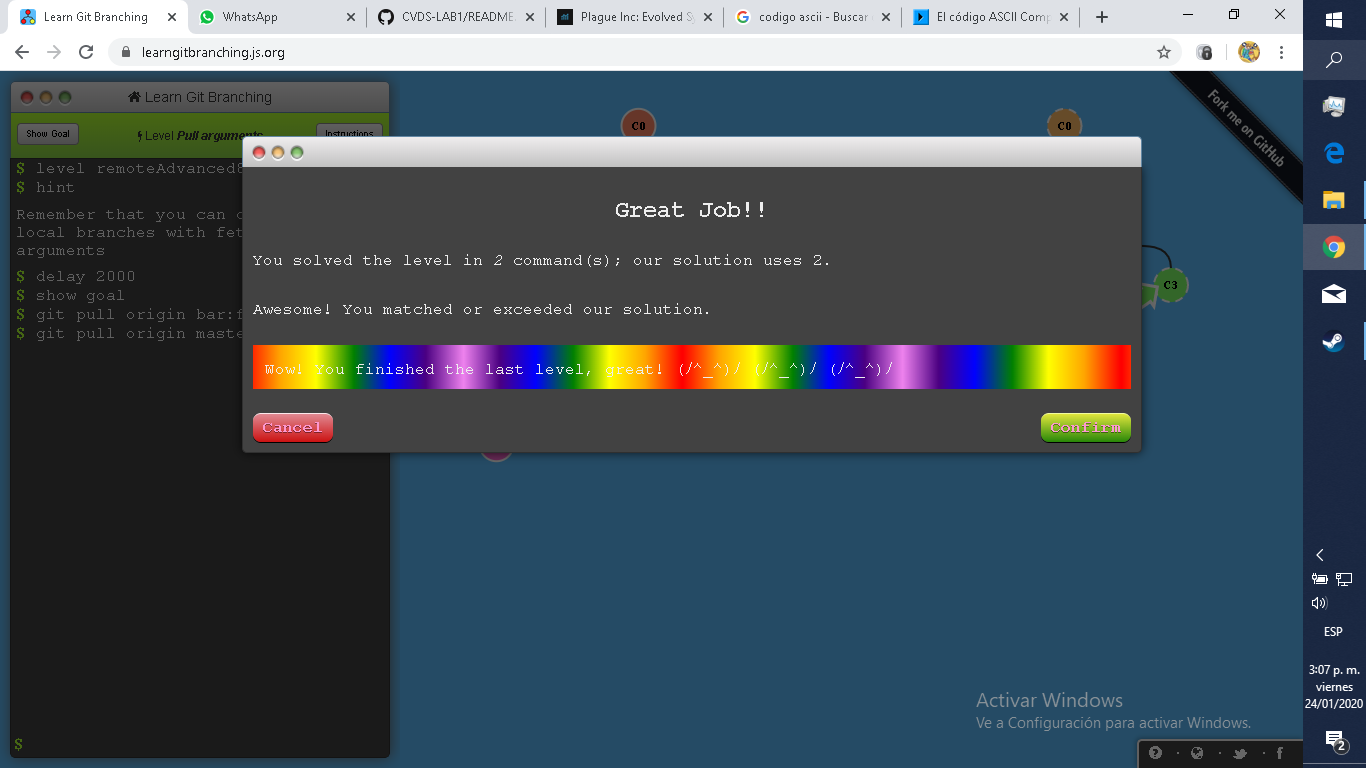 Learn Git Branching
WhatsApp
CVDS-LAB1/README
Plague Inc: Evolved S
codigo ascii - Buscar
El código ASCII Comp
learngitbranching.js.org
Fork me on GitHub
Learn Git Branching
Show Goal
Level Pull arguments
Instructions
C0
C0
C3
$ level remoteAdvanced
$ hint
Remember that you can
local branches with
arguments
$ delay 2000
$ show goal
$ git pull origin bar:
$ git pull origin
$
Great Job!!
You solved the level in 2 command(s); our solution uses 2.
Awesome! You matched or exceeded our solution.
Wow! You finished the last level, great! (/^_^)/ (/^_^)/ (/^_^)/
Cancel
Confirm
Activar Windows
Ve a Configuración para activar Windows.
ESP
3:07 p. m.
viernes
24/01/2020
2